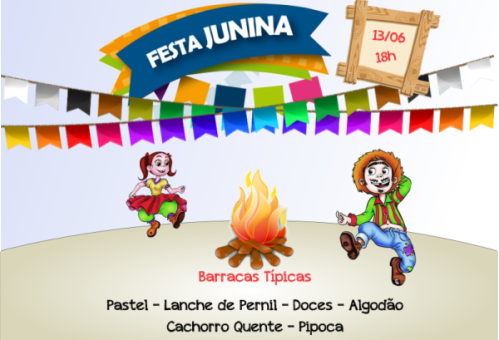 FESTA JUNINA
13/06
18h
Barracas Típicas
Pastel - Lanche de Pernil - Doces - Algodão
Cachorro Quente - Pipoca